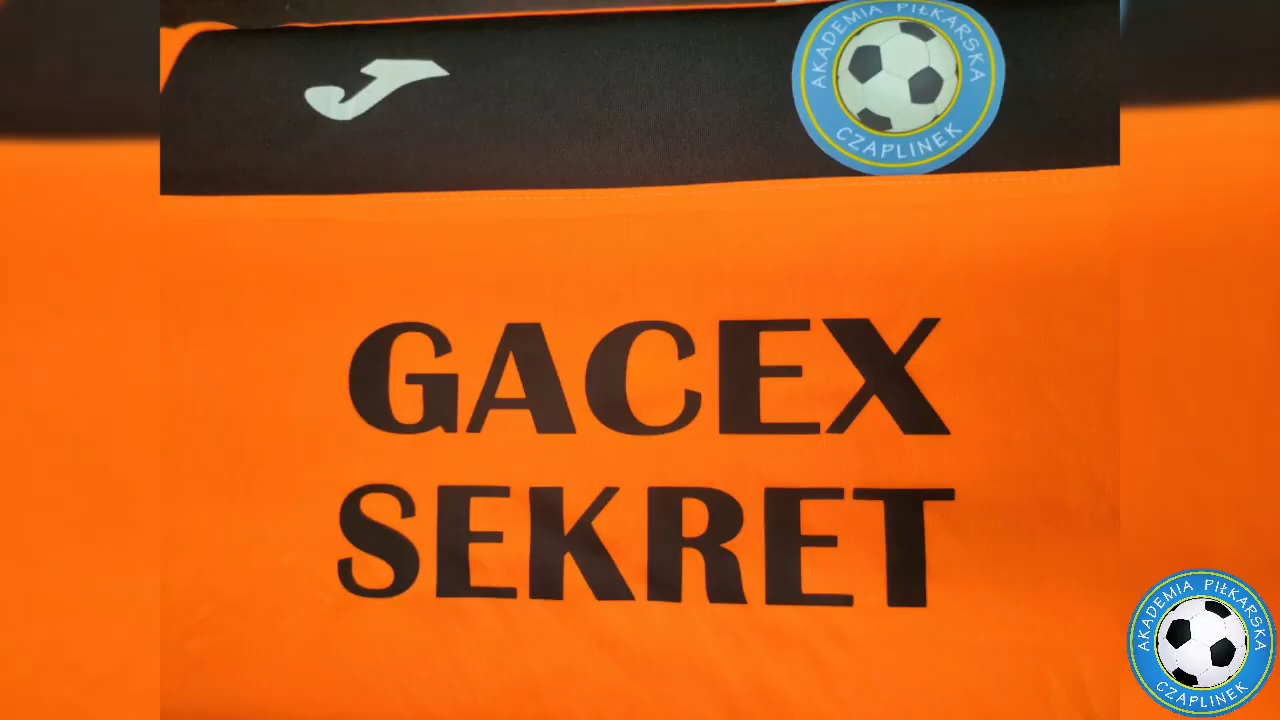 AKADEMIA PIŁKARSKA
CZAPLINEK
GACEX
SEKRET
AKADEMIA PIŁKARSKA
CZAPLINEK